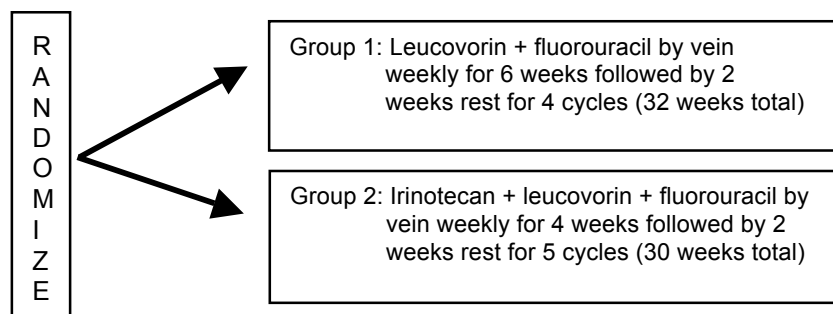 R
A
N
D
O
M
I
Z
E
Group 1: Leucovorin + fluorouracil by vein
weekly for 6 weeks followed by 2
weeks rest for 4 cycles (32 weeks total)
Group 2: Irinotecan + leucovorin + fluorouracil by
vein weekly for 4 weeks followed by 2
weeks rest for 5 cycles (30 weeks total)